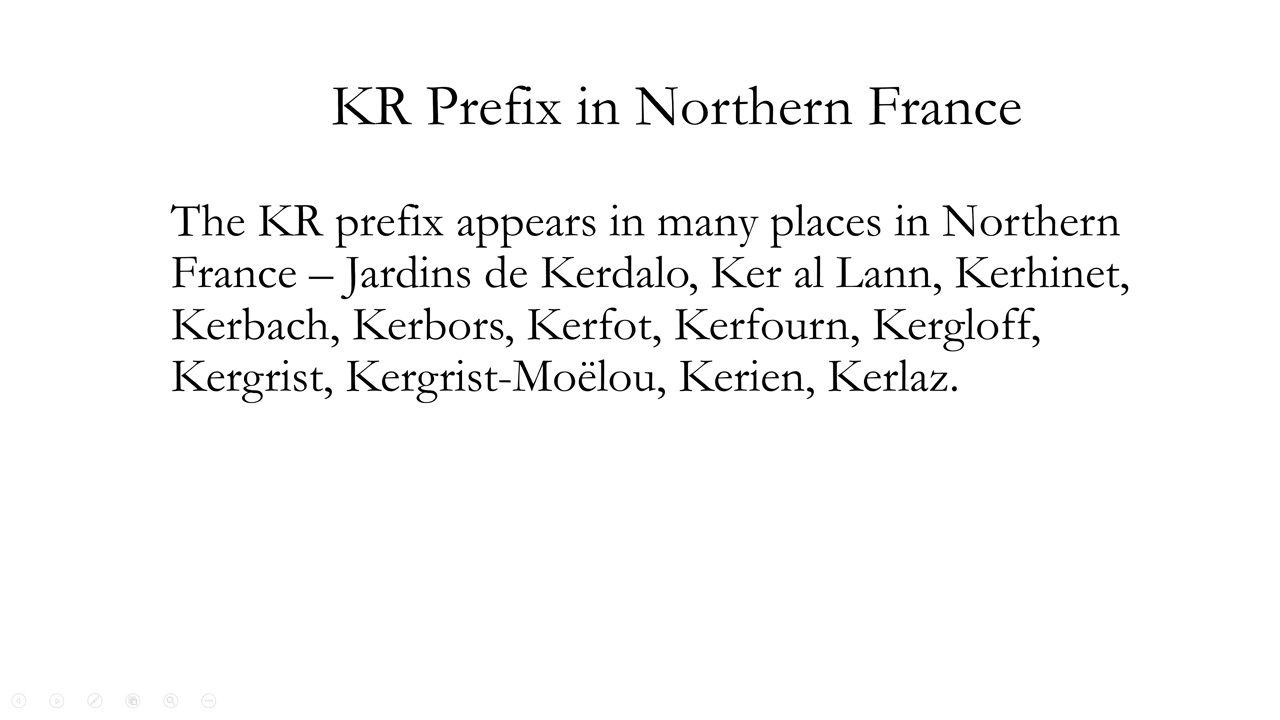 KR Prefix in Northern France
The KR prefix appears in many places in Northern
France – Jardins de Kerdalo, Ker al Lann, Kerhinet,
Kerbach, Kerbors, Kerfot, Kerfourn, Kergloff,
Kergrist, Kergrist-Moëlou, Kerien, Kerlaz.